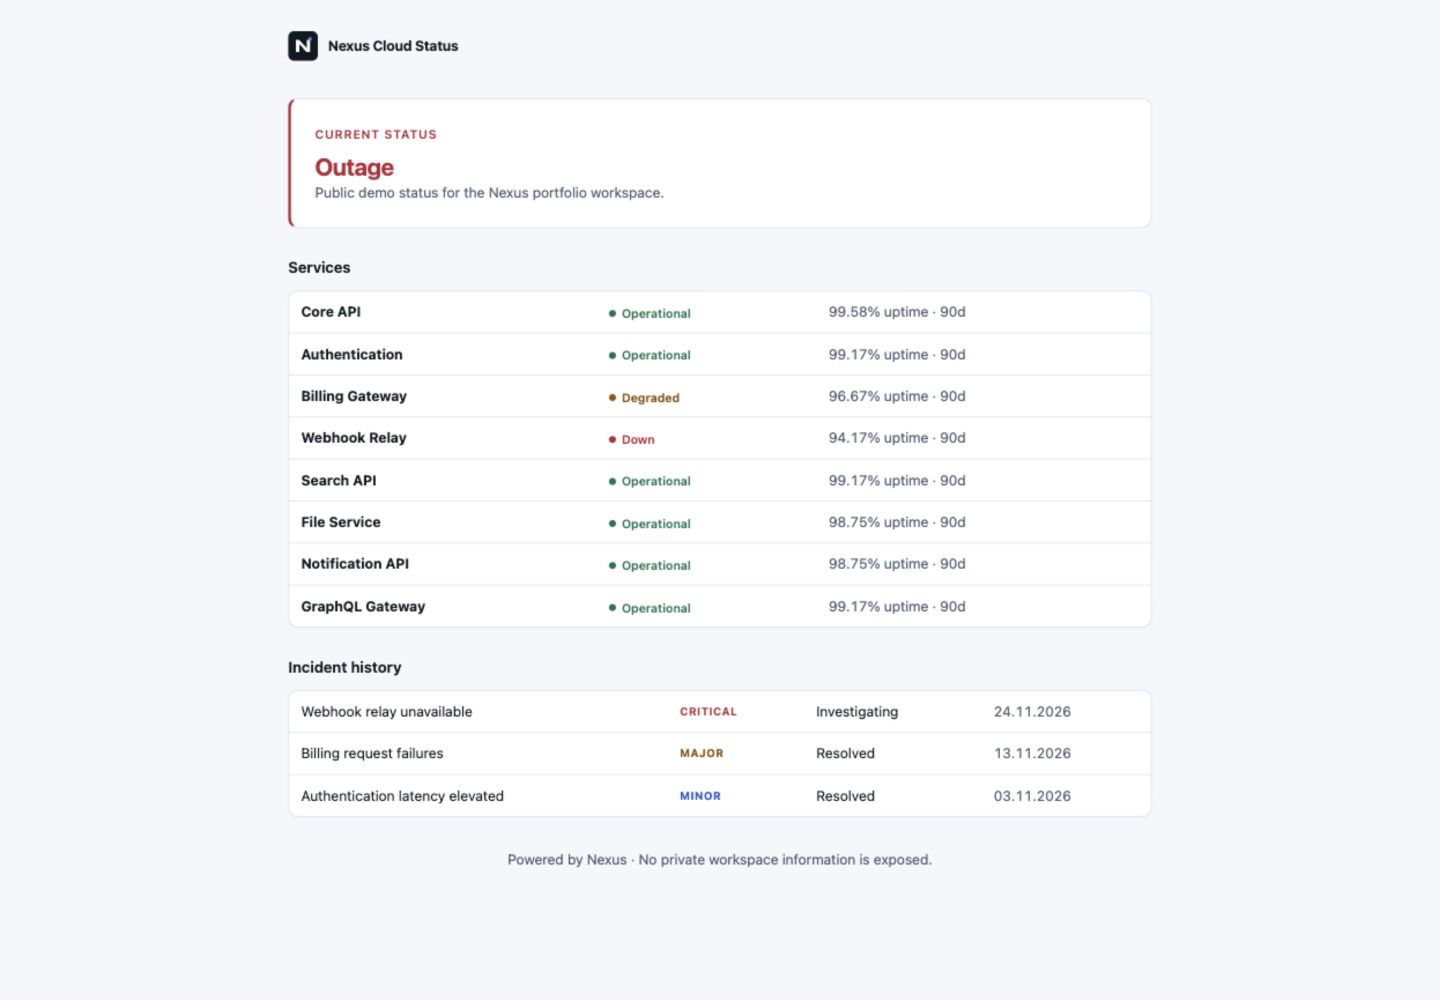 N Nexus Cloud Status
CURRENT STATUS
Outage
Public demo status for the Nexus portfolio workspace.
Services
Core API Operational 99.58% uptime · 90d
Authentication Operational 99.17% uptime · 90d
Billing Gateway Degraded 96.67% uptime · 90d
Webhook Relay Down 94.17% uptime · 90d
Search API Operational 99.17% uptime · 90d
File Service Operational 98.75% uptime · 90d
Notification API Operational 98.75% uptime · 90d
GraphQL Gateway Operational 99.17% uptime · 90d
Incident history
Webhook relay unavailable CRITICAL Investigating 24.11.2026
Billing request failures MAJOR Resolved 13.11.2026
Authentication latency elevated MINOR Resolved 03.11.2026
Powered by Nexus · No private workspace information is exposed.